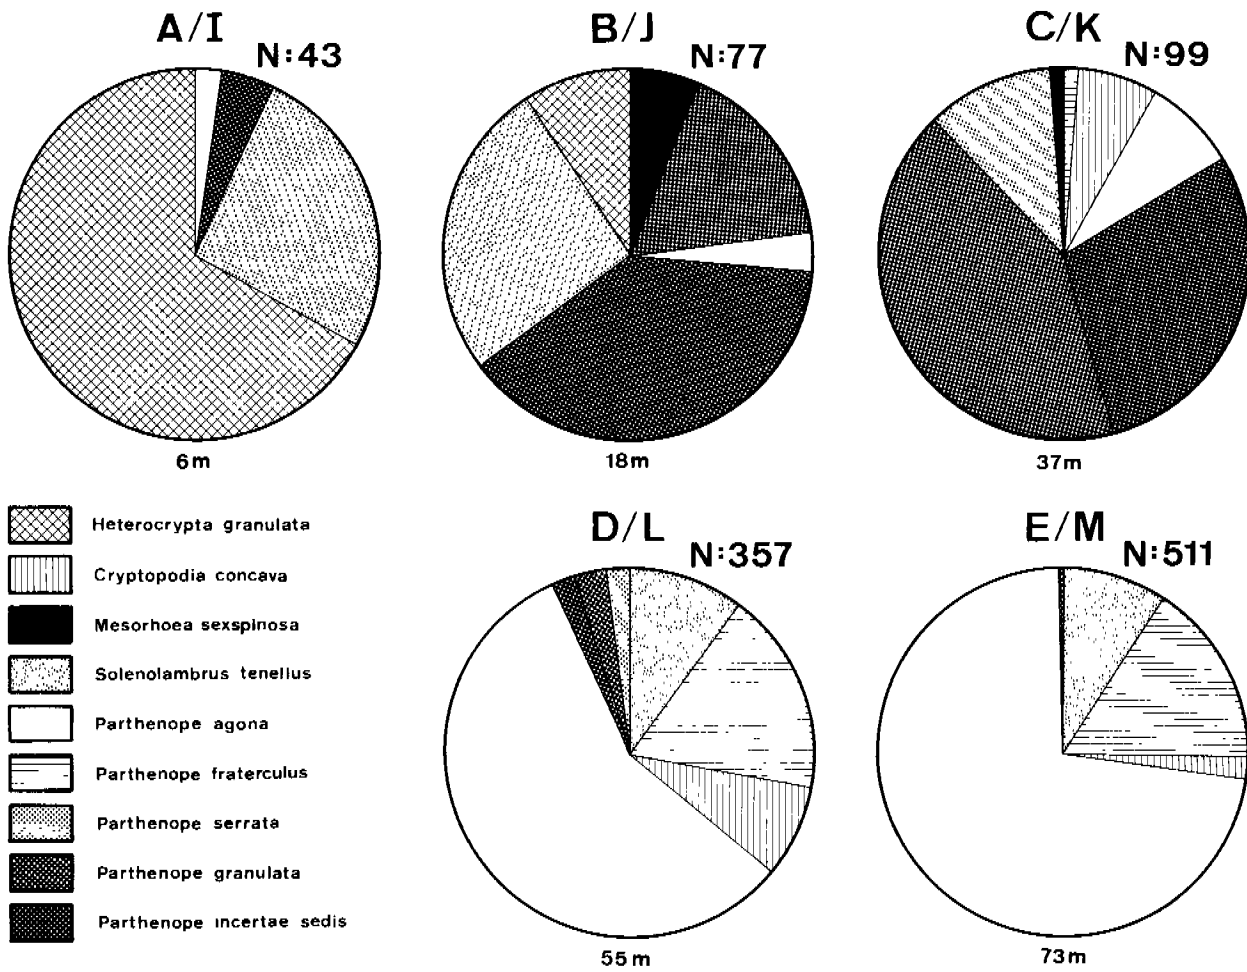 A/I
N:43
B/J
N:77
C/K
N:99
6m
18m
37m
Heterocrypta granulata
Cryptopodia concava
Mesorhoea sexspinosa
Solenolambrus tenellus
Parthenope agona
Parthenope fraterculus
Parthenope serrata
Parthenope granulata
Parthenope incertae sedis
D/L
N:357
E/M
N:511
55m
73m